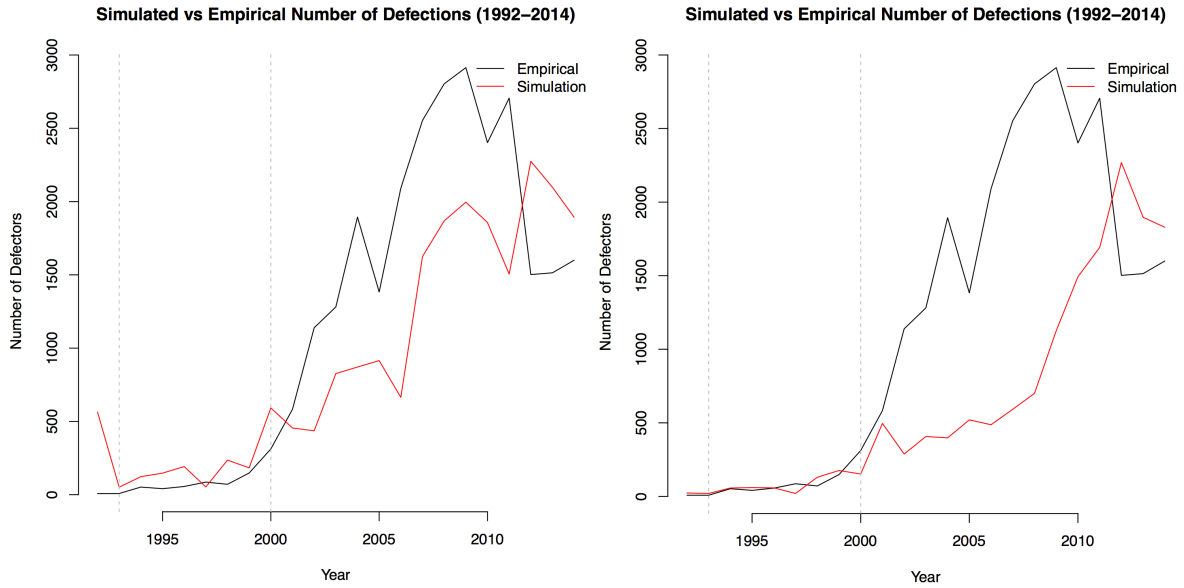 Simulated vs Empirical Number of Defections (1992–2014)
Empirical
Simulation
3000
2500
2000
1500
1000
500
0
Number of Defectors
1995
2000
2005
2010
Year
Simulated vs Empirical Number of Defections (1992–2014)
Empirical
Simulation
3000
2500
2000
1500
1000
500
0
Number of Defectors
1995
2000
2005
2010
Year